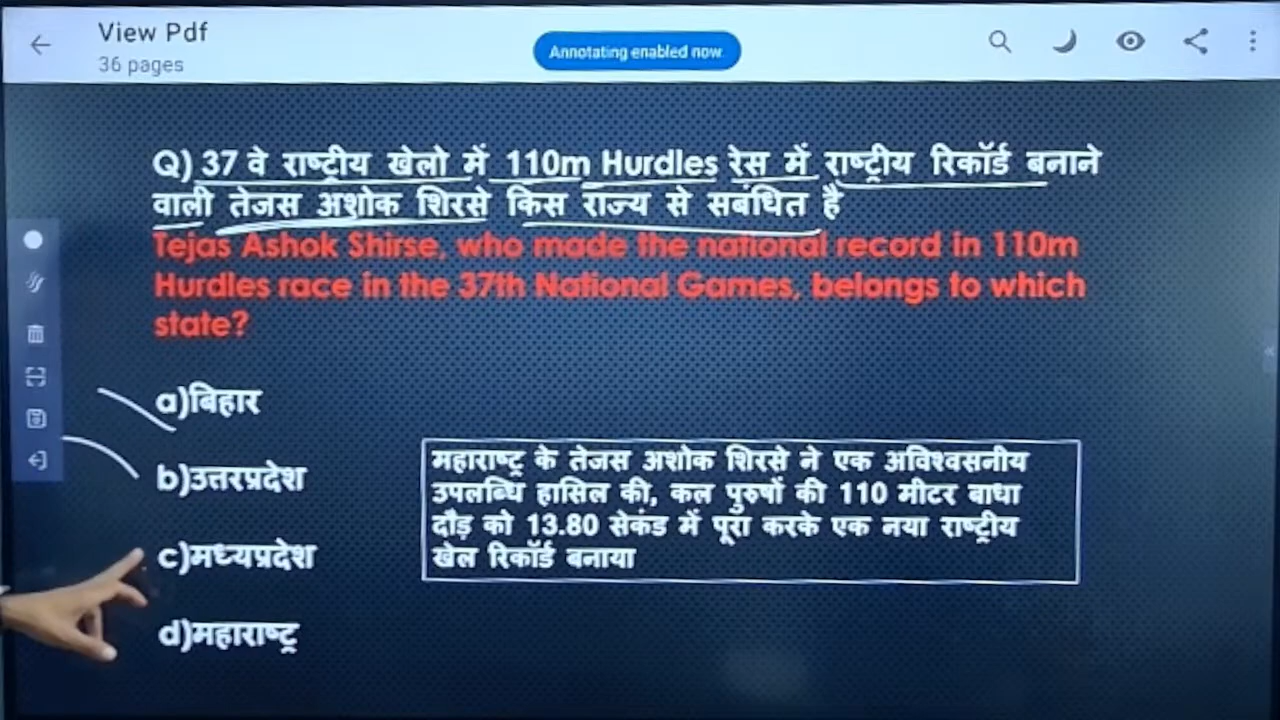 View Pdf
36 pages
Annotating enabled now
Q) 37 वे राष्ट्रीय खेलो में 110m Hurdles रेस में राष्ट्रीय रिकॉर्ड बनाने
वाली तेजस अशोक शिरसे किस राज्य से सबंधित है
Tejas Ashok Shirse, who made the national record in 110m
Hurdles race in the 37th National Games, belongs to which
state?
a)बिहार
b)उत्तरप्रदेश
c)मध्यप्रदेश
d)महाराष्ट्र
महाराष्ट्र के तेजस अशोक शिरसे ने एक अविश्वसनीय
उपलब्धि हासिल की, कल पुरुषों की 110 मीटर बाधा
दौड़ को 13.80 सेकंड में पूरा करके एक नया राष्ट्रीय
खेल रिकॉर्ड बनाया